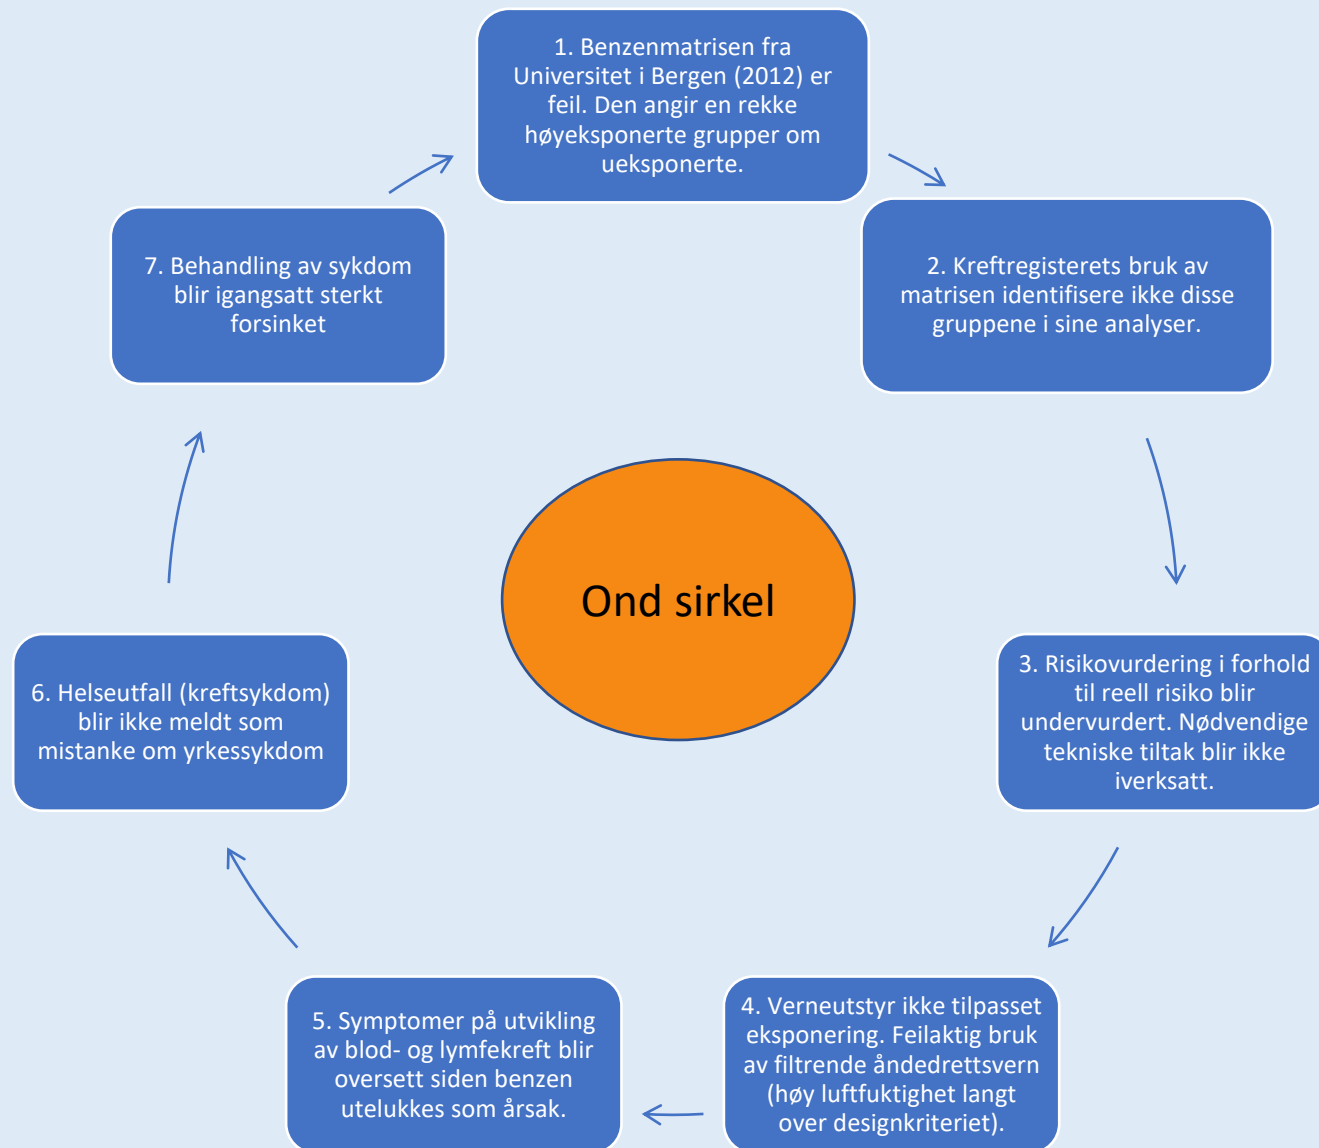 1. Benzenmatrisen fra
Universitet i Bergen (2012) er
feil. Den angir en rekke
høyeksponerte grupper om
ueksponerte.
2. Kreftregisterets bruk av
matrisen identifisere ikke disse
gruppene i sine analyser.
3. Risikovurdering i forhold
til reell risiko blir
undervurdert. Nødvendige
tekniske tiltak blir ikke
iverksatt.
4. Verneutstyr ikke tilpasset
eksponering. Feilaktig bruk
av filtrende åndedrettsvern
(høy luftfuktighet langt
over designkriteriet).
5. Symptomer på utvikling
av blod- og lymfekreft blir
oversett siden benzen
utelukkes som årsak.
6. Helseutfall (kreftsykdom)
blir ikke meldt som
mistanke om yrkessykdom
7. Behandling av sykdom
blir igangsatt sterkt
forsinket
Ond sirkel